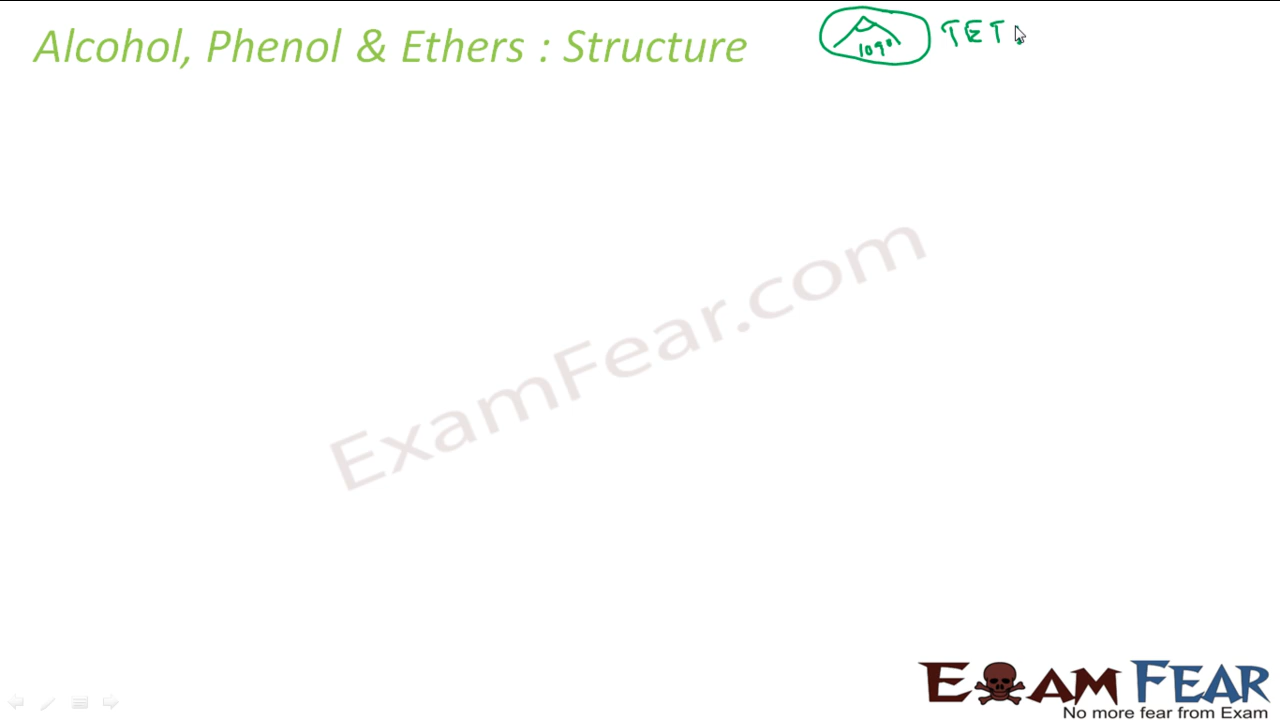 Alcohol, Phenol & Ethers : Structure
109° TET
ExamFear.com
EXAM FEAR
No more fear from Exam